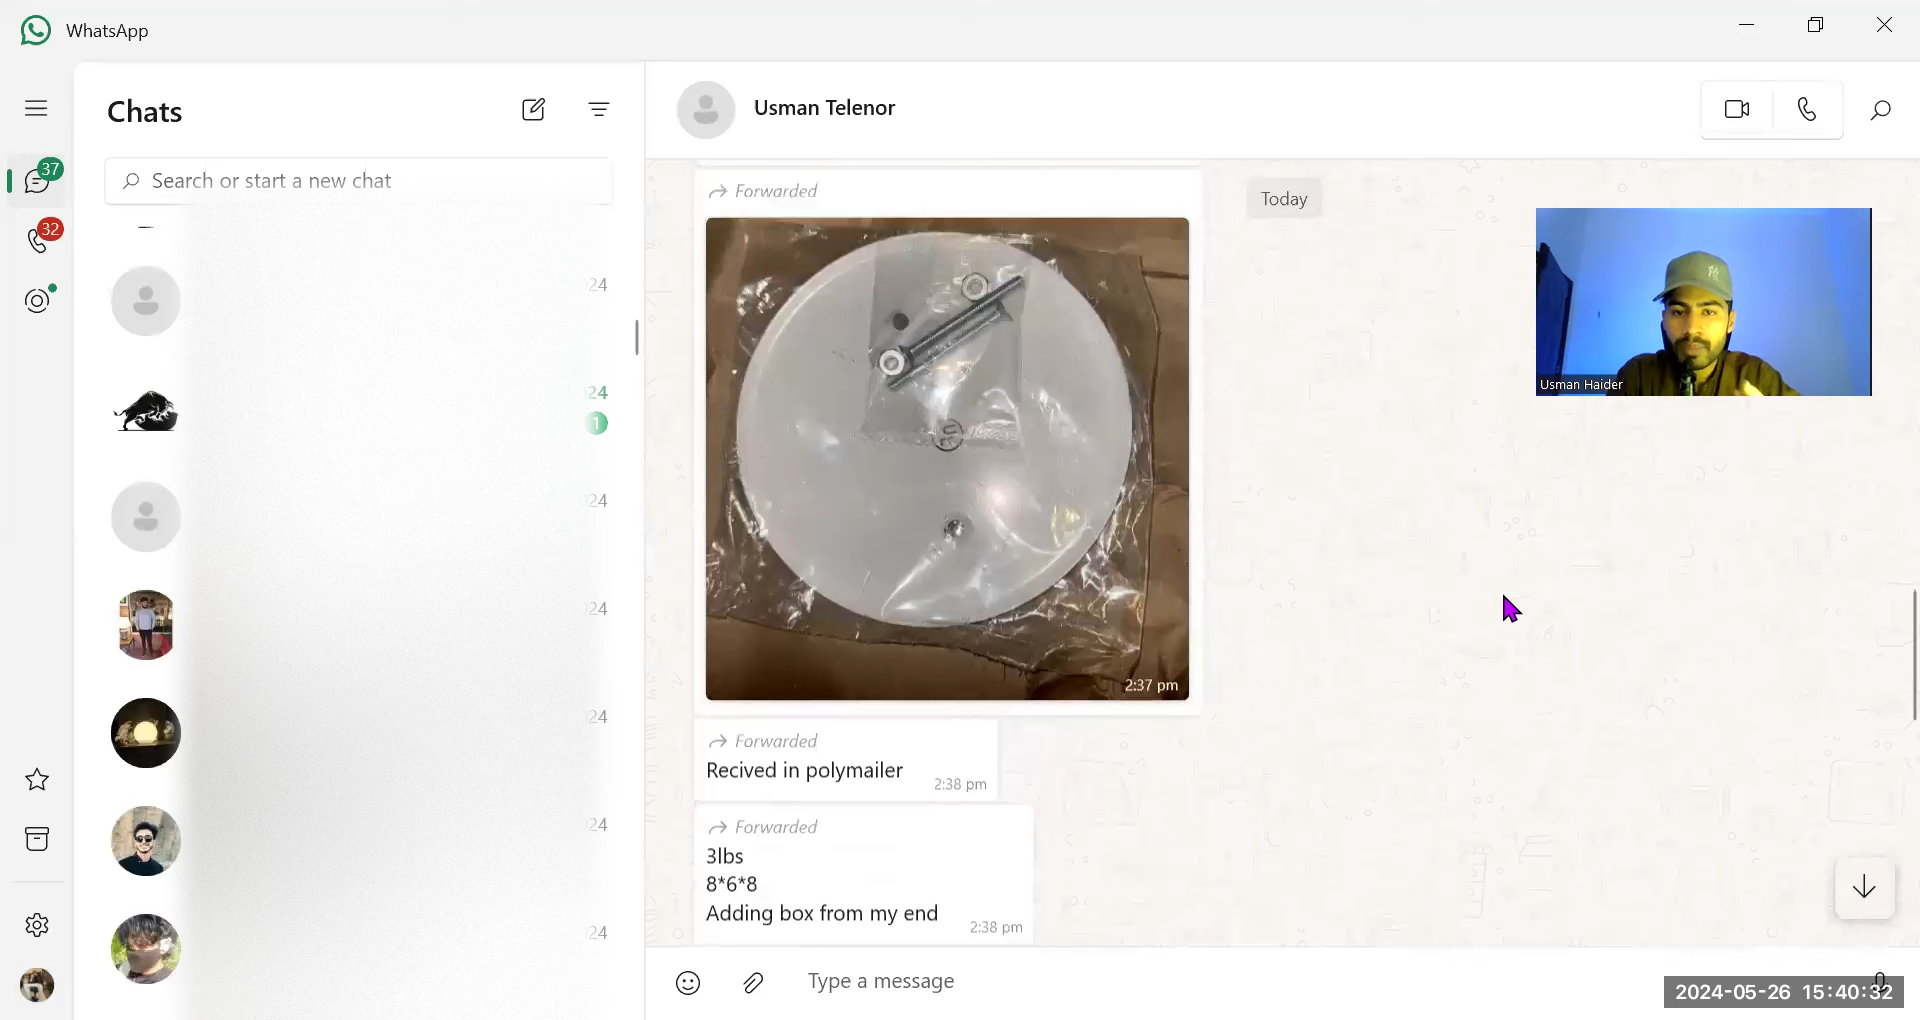 WhatsApp
Chats
37
Search or start a new chat
32
24
24
1
24
24
24
24
24
Usman Telenor
Forwarded
Today
2:37 pm
Usman Haider
Forwarded
Recived in polymailer
2:38 pm
Forwarded
3lbs
8*6*8
Adding box from my end
2:38 pm
Type a message
2024-05-26 15:40:32